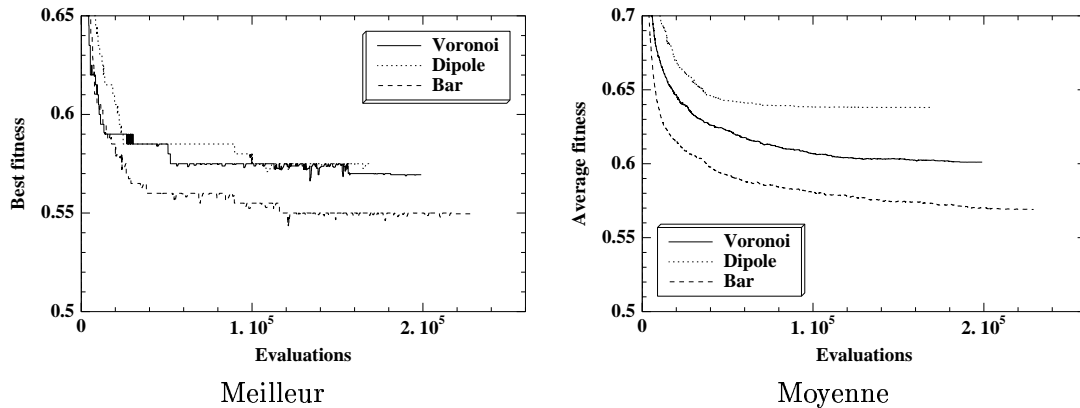 0.65
0.6
0.55
0.5
Best fitness
Voronoi
Dipole
Bar
0
1. 10^5
2. 10^5
Evaluations
Meilleur
0.7
0.65
0.6
0.55
0.5
Average fitness
Voronoi
Dipole
Bar
0
1. 10^5
2. 10^5
Evaluations
Moyenne